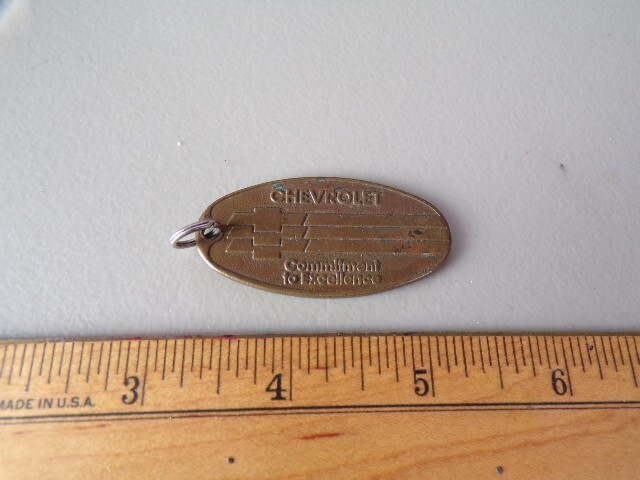 CHEVROLET
Commitment
to Excellence
3 4 5 6
MADE IN U.S.A.